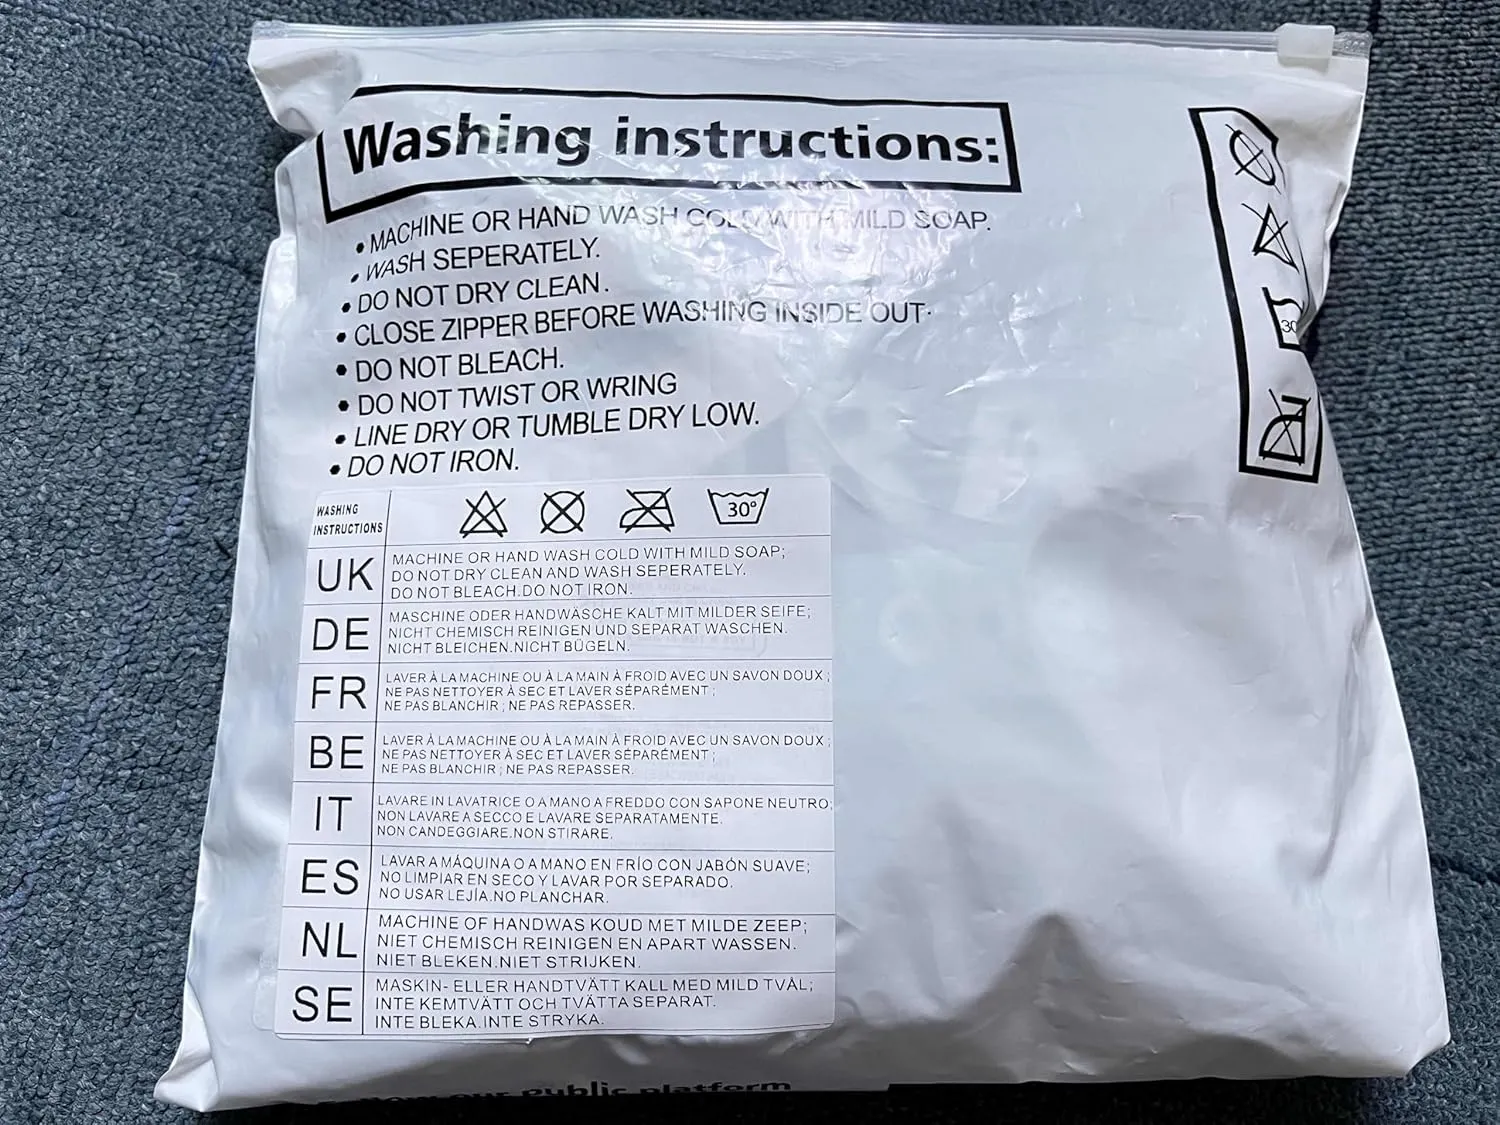 Washing instructions:
• MACHINE OR HAND WASH COLD WITH MILD SOAP.
• WASH SEPERATELY.
• DO NOT DRY CLEAN.
• CLOSE ZIPPER BEFORE WASHING INSIDE OUT·
• DO NOT BLEACH.
• DO NOT TWIST OR WRING
• LINE DRY OR TUMBLE DRY LOW.
• DO NOT IRON.
30
WASHING
INSTRUCTIONS
30°
UK
MACHINE OR HAND WASH COLD WITH MILD SOAP;
DO NOT DRY CLEAN AND WASH SEPERATELY.
DO NOT BLEACH.DO NOT IRON.
DE
MASCHINE ODER HANDWÄSCHE KALT MIT MILDER SEIFE;
NICHT CHEMISCH REINIGEN UND SEPARAT WASCHEN.
NICHT BLEICHEN.NICHT BÜGELN.
FR
LAVER À LA MACHINE OU À LA MAIN À FROID AVEC UN SAVON DOUX ;
NE PAS NETTOYER À SEC ET LAVER SÉPARÉMENT ;
NE PAS BLANCHIR ; NE PAS REPASSER.
BE
LAVER À LA MACHINE OU À LA MAIN À FROID AVEC UN SAVON DOUX ;
NE PAS NETTOYER À SEC ET LAVER SÉPARÉMENT ;
NE PAS BLANCHIR ; NE PAS REPASSER.
IT
LAVARE IN LAVATRICE O A MANO A FREDDO CON SAPONE NEUTRO;
NON LAVARE A SECCO E LAVARE SEPARATAMENTE.
NON CANDEGGIARE.NON STIRARE.
ES
LAVAR A MÁQUINA O A MANO EN FRÍO CON JABÓN SUAVE;
NO LIMPIAR EN SECO Y LAVAR POR SEPARADO.
NO USAR LEJÍA.NO PLANCHAR.
NL
MACHINE OF HANDWAS KOUD MET MILDE ZEEP;
NIET CHEMISCH REINIGEN EN APART WASSEN.
NIET BLEKEN.NIET STRIJKEN.
SE
MASKIN- ELLER HANDTVÄTT KALL MED MILD TVÅL;
INTE KEMTVÄTT OCH TVÄTTA SEPARAT.
INTE BLEKA.INTE STRYKA.
our public platform